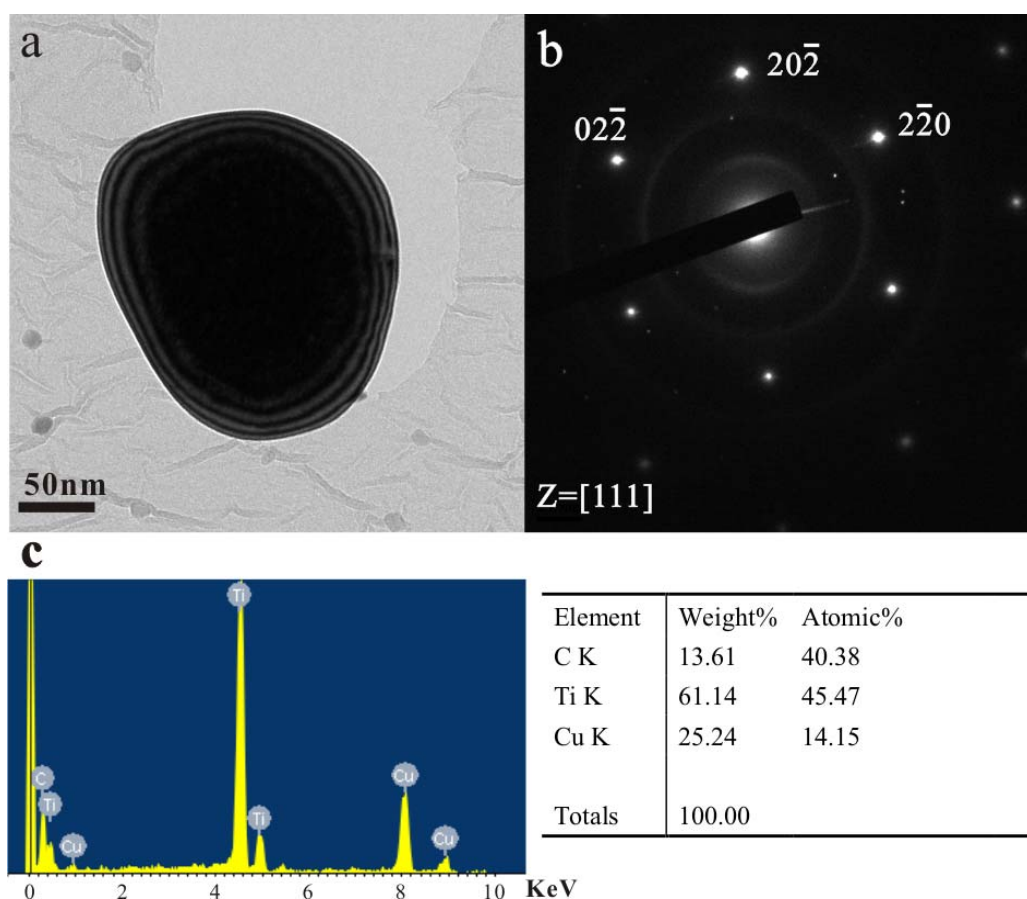 a
50nm
b
202̅
022̅
22̅0
Z=[111]
c
Ti
C
Ti
Cu
Ti
Cu
Cu
0 2 4 6 8 10 KeV
Element Weight% Atomic%
C K 13.61 40.38
Ti K 61.14 45.47
Cu K 25.24 14.15
Totals 100.00